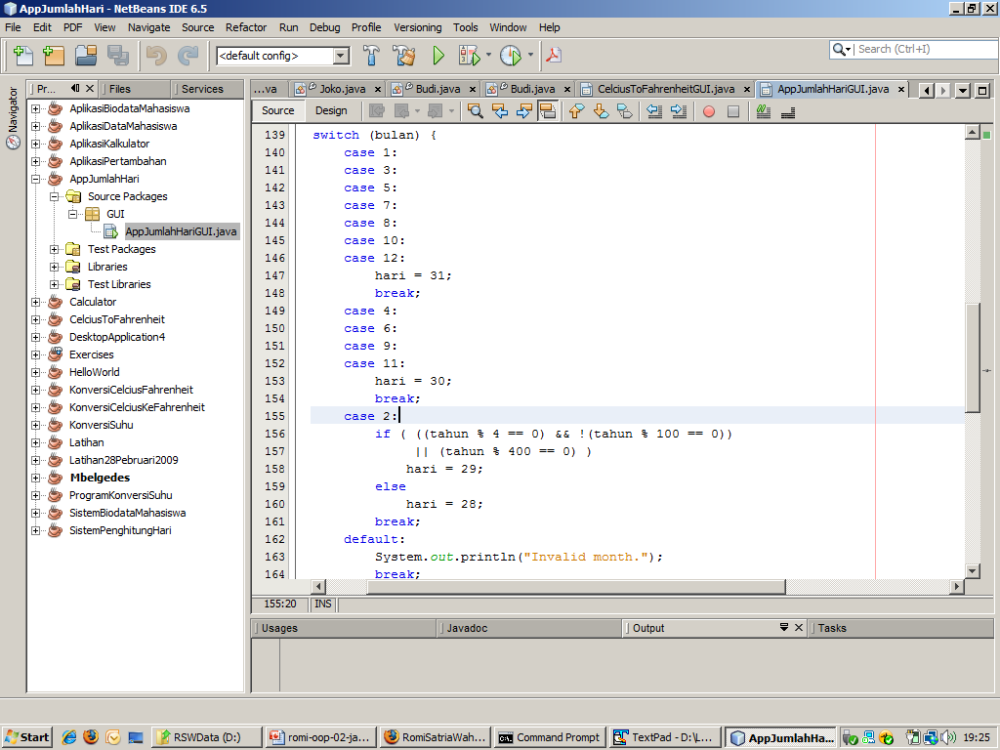 AppJumlahHari - NetBeans IDE 6.5
File Edit PDF View Navigate Source Refactor Run Debug Profile Versioning Tools Window Help
<default config>
Search (Ctrl+I)
Navigator
Pr... Files Services
AplikasiBiodataMahasiswa
AplikasiDataMahasiswa
AplikasiKalkulator
AplikasiPertambahan
AppJumlahHari
Source Packages
GUI
AppJumlahHariGUI.java
Test Packages
Libraries
Test Libraries
Calculator
CelciusToFahrenheit
DesktopApplication4
Exercises
HelloWorld
KonversiCelciusFahrenheit
KonversiCelciusKeFahrenheit
KonversiSuhu
Latihan
Latihan28Pebruari2009
Mbelgedes
ProgramKonversiSuhu
SistemBiodataMahasiswa
SistemPenghitungHari
...va Joko.java Budi.java Budi.java CelciusToFahrenheitGUI.java AppJumlahHariGUI.java
Source Design
139 switch (bulan) {
140 case 1:
141 case 3:
142 case 5:
143 case 7:
144 case 8:
145 case 10:
146 case 12:
147 hari = 31;
148 break;
149 case 4:
150 case 6:
151 case 9:
152 case 11:
153 hari = 30;
154 break;
155 case 2:
156 if ( ((tahun % 4 == 0) && !(tahun % 100 == 0))
157 || (tahun % 400 == 0) )
158 hari = 29;
159 else
160 hari = 28;
161 break;
162 default:
163 System.out.println("Invalid month.");
164 break;
155:20 INS
Usages Javadoc Output Tasks
Start RSWData (D:) romi-oop-02-ja... RomiSatriaWah... Command Prompt TextPad - D:\L... AppJumlahHa... 19:25